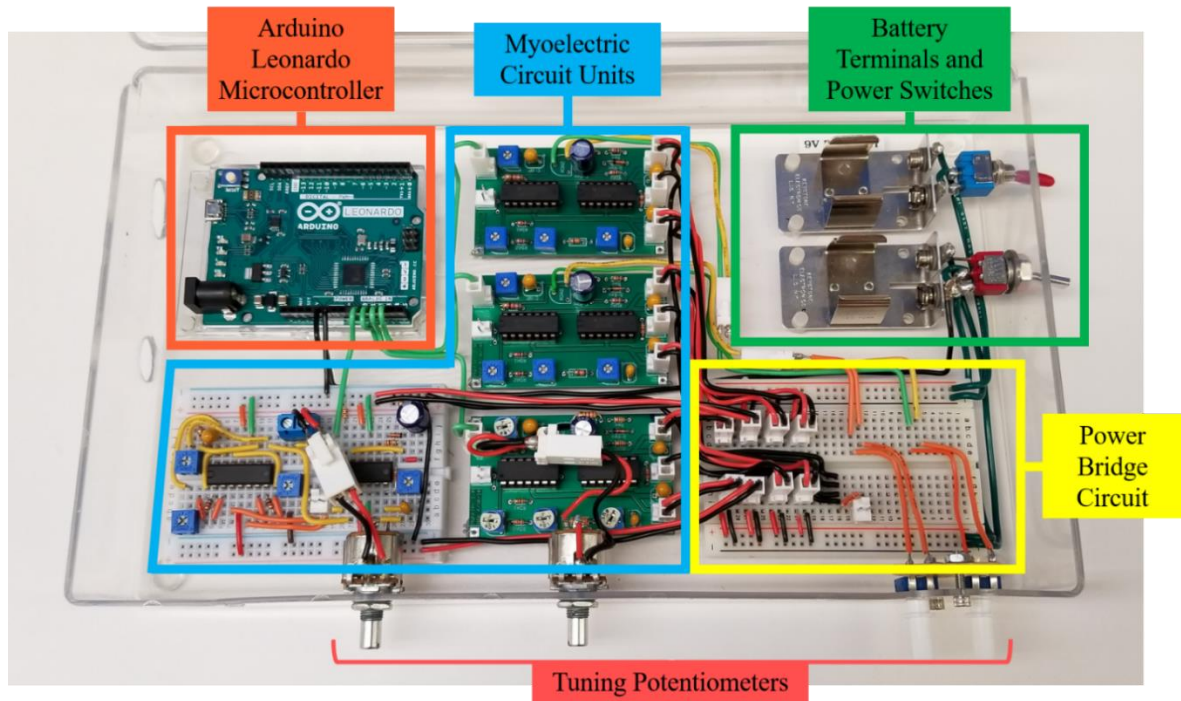 Arduino
Leonardo
Microcontroller
Myoelectric
Circuit Units
Battery
Terminals and
Power Switches
9V
LEONARDO
ARDUINO
Power
Bridge
Circuit
Tuning Potentiometers